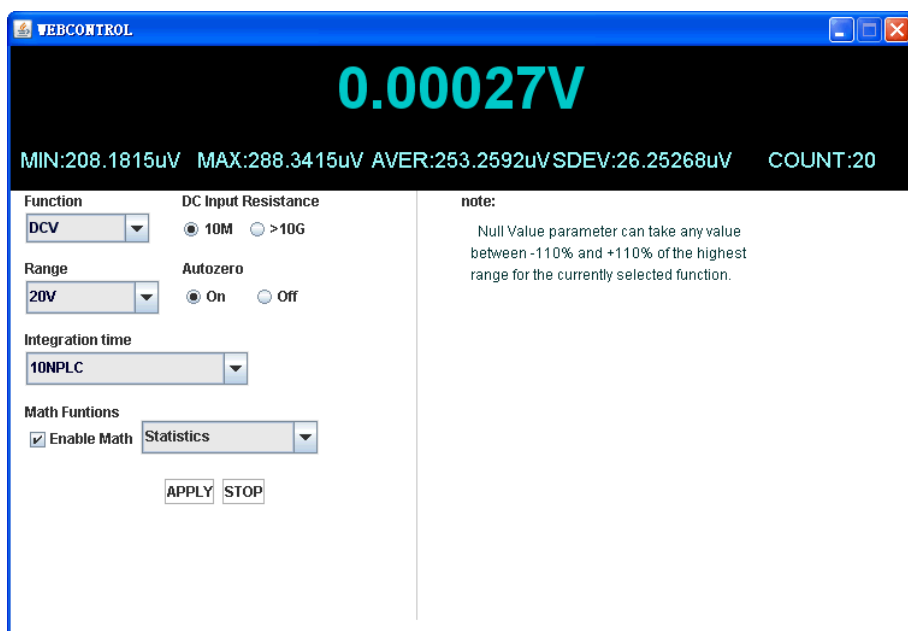 WEBCONTROL
0.00027V
MIN:208.1815uV MAX:288.3415uV AVER:253.2592uV SDEV:26.25268uV COUNT:20
Function
DC Input Resistance
DCV
10M
>10G
Range
Autozero
20V
On
Off
Integration time
10NPLC
Math Funtions
Enable Math
Statistics
APPLY
STOP
note:
Null Value parameter can take any value
between -110% and +110% of the highest
range for the currently selected function.